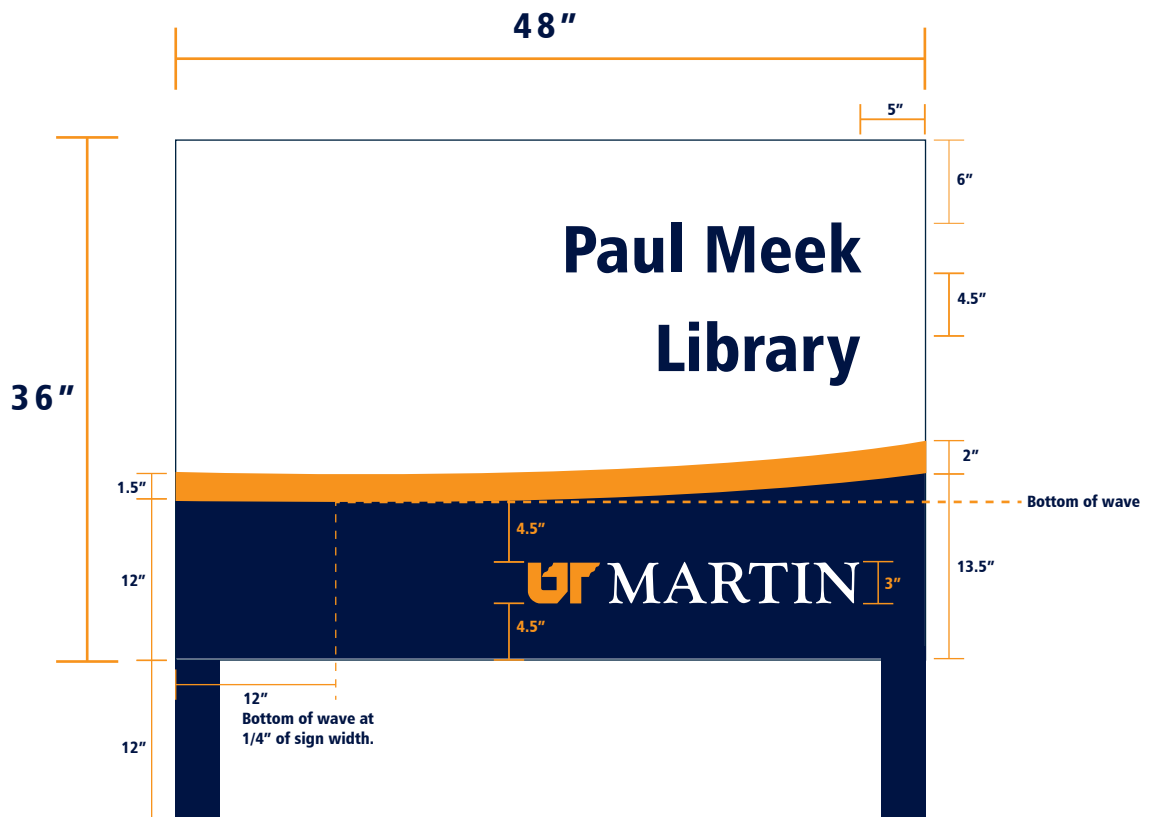 48”
5”
6”
Paul Meek
4.5”
Library
36”
2”
1.5”
Bottom of wave
4.5”
12”
UT MARTIN
3”
13.5”
4.5”
12”
Bottom of wave at
1/4” of sign width.
12”